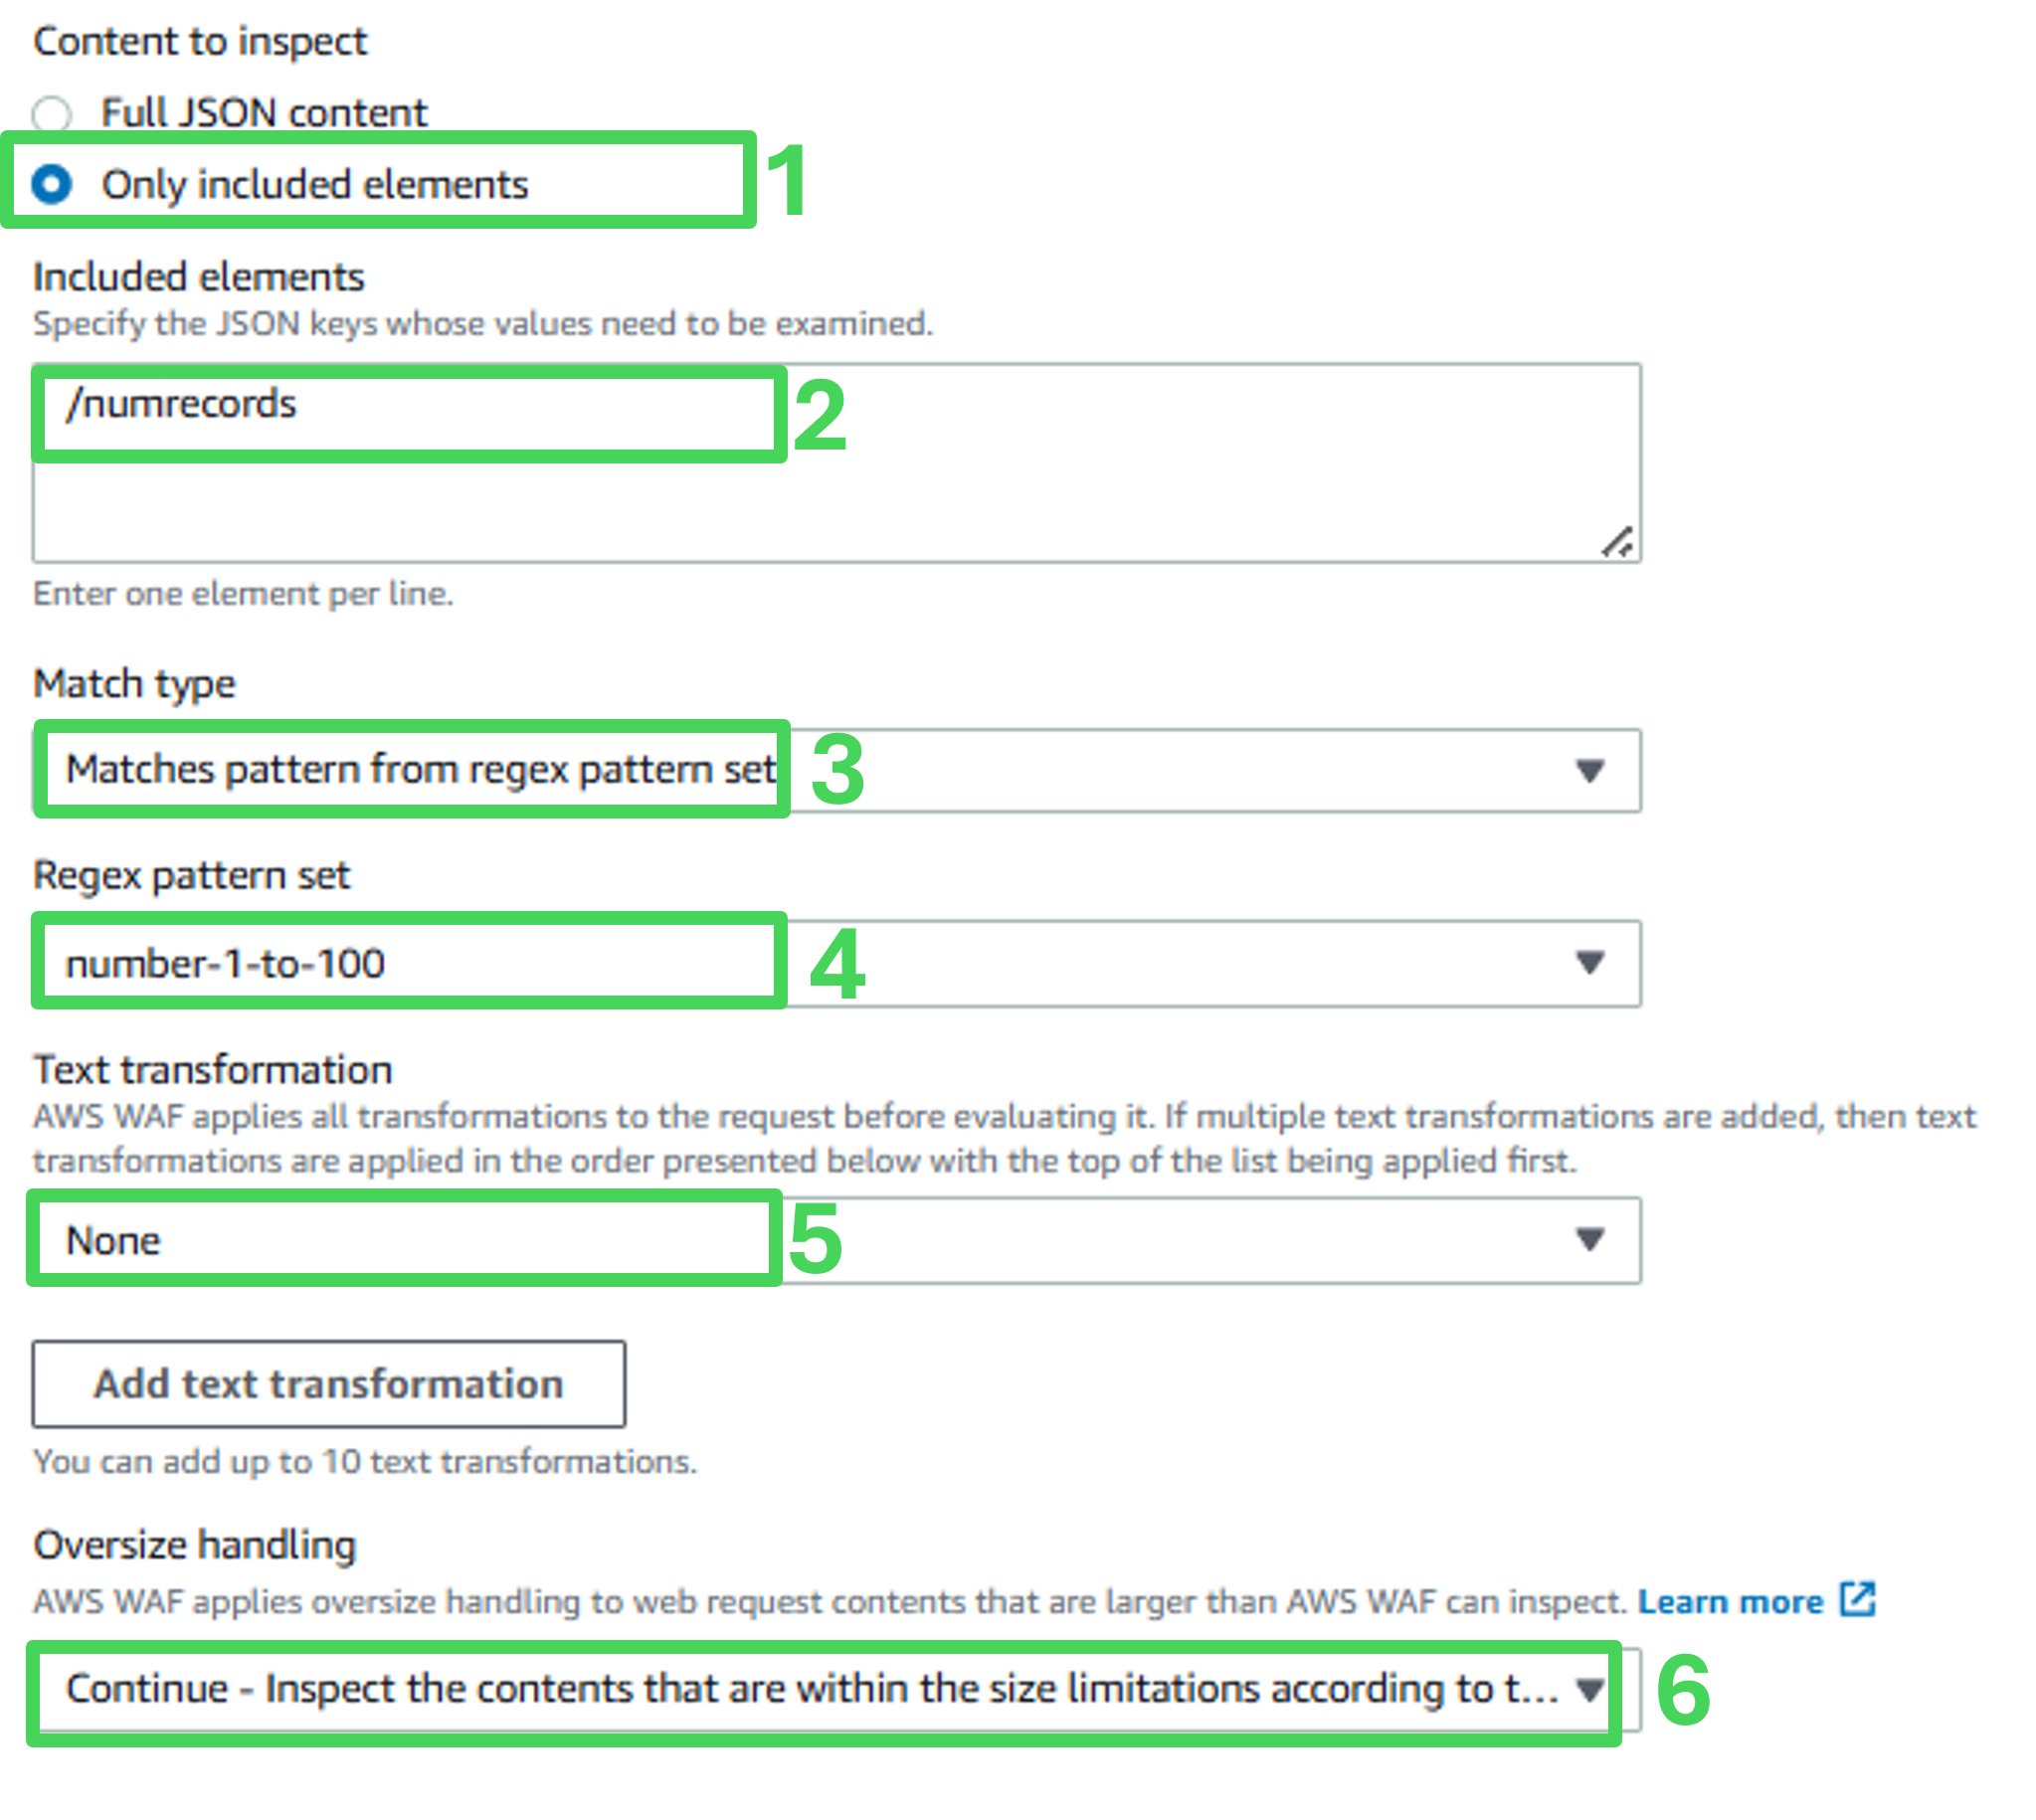 Content to inspect
Full JSON content
Only included elements 1
Included elements
Specify the JSON keys whose values need to be examined.
/numrecords 2
Enter one element per line.
Match type
Matches pattern from regex pattern set 3
Regex pattern set
number-1-to-100 4
Text transformation
AWS WAF applies all transformations to the request before evaluating it. If multiple text transformations are added, then text
transformations are applied in the order presented below with the top of the list being applied first.
None 5
Add text transformation
You can add up to 10 text transformations.
Oversize handling
AWS WAF applies oversize handling to web request contents that are larger than AWS WAF can inspect. Learn more
Continue - Inspect the contents that are within the size limitations according to t... 6